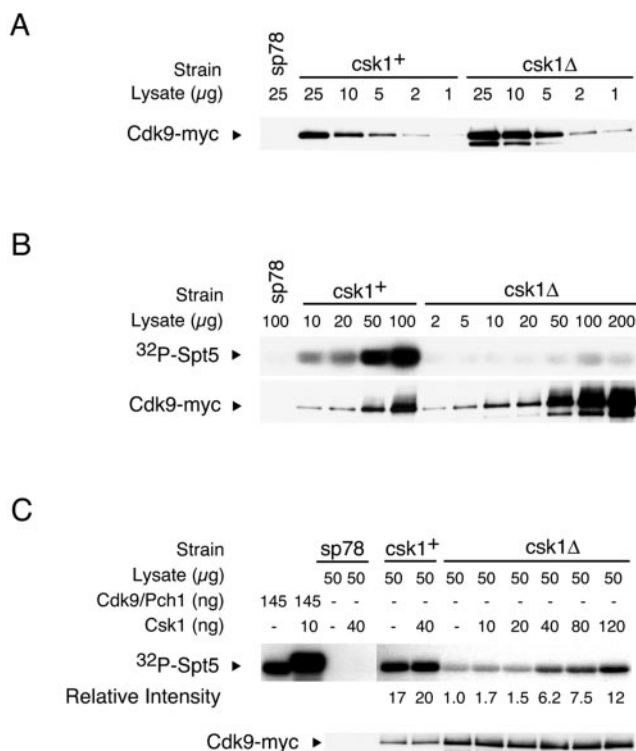 A
sp78
csk1+
csk1Δ
Strain
Lysate (µg) 25 25 10 5 2 1 25 10 5 2 1
Cdk9-myc ►
B
sp78
csk1+
csk1Δ
Strain
Lysate (µg) 100 10 20 50 100 2 5 10 20 50 100 200
32P-Spt5 ►
Cdk9-myc ►
C
Strain sp78 csk1+ csk1Δ
Lysate (µg) 50 50 50 50 50 50 50 50 50 50
Cdk9/Pch1 (ng) 145 145 - - - - - - - - - -
Csk1 (ng) - 10 - 40 - 40 - 10 20 40 80 120
32P-Spt5 ►
Relative Intensity 17 20 1.0 1.7 1.5 6.2 7.5 12
Cdk9-myc ►